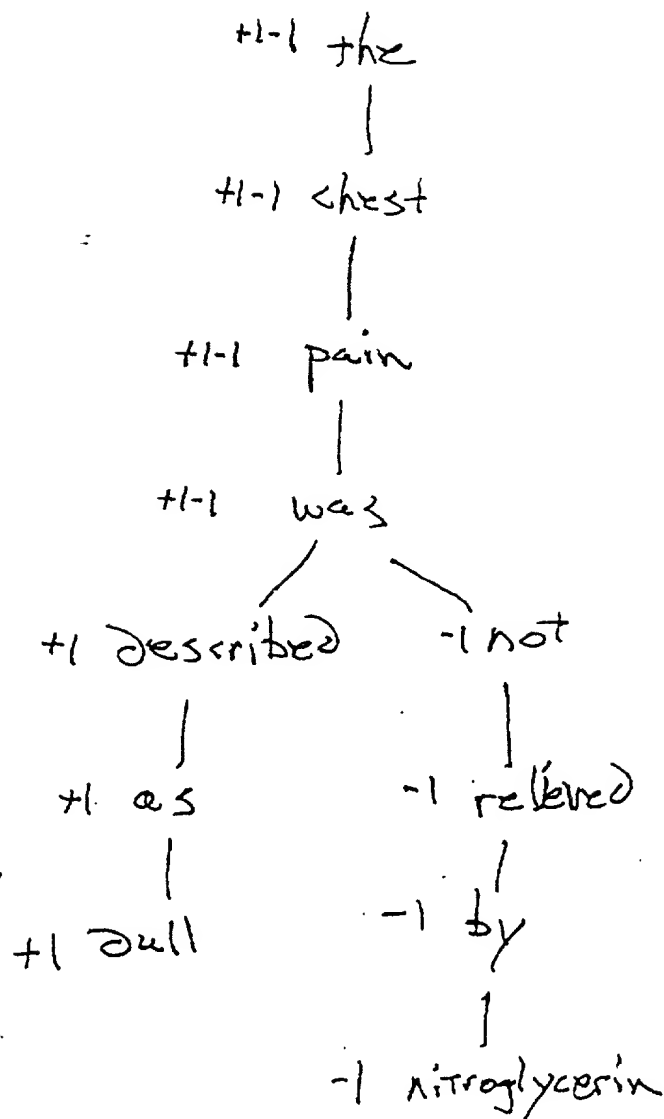 +1-1 the
+1-1 chest
+1-1 pain
+1-1 was
+1 described -1 not
+1 as -1 relieved
+1 dull -1 by
-1 nitroglycerin